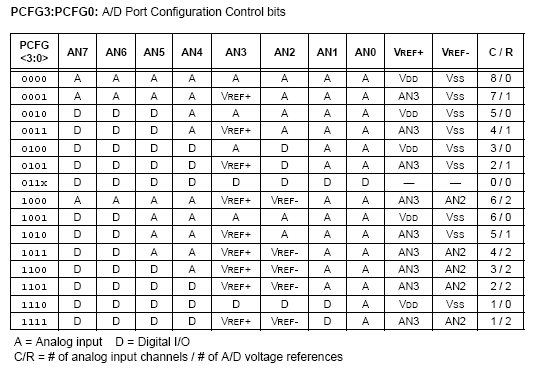 PCFG3:PCFG0: A/D Port Configuration Control bits
PCFG <3:0> AN7 AN6 AN5 AN4 AN3 AN2 AN1 AN0 VREF+ VREF- C / R
0000 A A A A A A A A VDD VSS 8 / 0
0001 A A A A VREF+ A A A AN3 VSS 7 / 1
0010 D D D A A A A A VDD VSS 5 / 0
0011 D D D A VREF+ A A A AN3 VSS 4 / 1
0100 D D D D A D A A VDD VSS 3 / 0
0101 D D D D VREF+ D A A AN3 VSS 2 / 1
011x D D D D D D D D — — 0 / 0
1000 A A A A VREF+ VREF- A A AN3 AN2 6 / 2
1001 D D A A A A A A VDD VSS 6 / 0
1010 D D A A VREF+ A A A AN3 VSS 5 / 1
1011 D D A A VREF+ VREF- A A AN3 AN2 4 / 2
1100 D D D A VREF+ VREF- A A AN3 AN2 3 / 2
1101 D D D D VREF+ VREF- A A AN3 AN2 2 / 2
1110 D D D D D D D A VDD VSS 1 / 0
1111 D D D D VREF+ VREF- D A AN3 AN2 1 / 2
A = Analog input D = Digital I/O
C/R = # of analog input channels / # of A/D voltage references